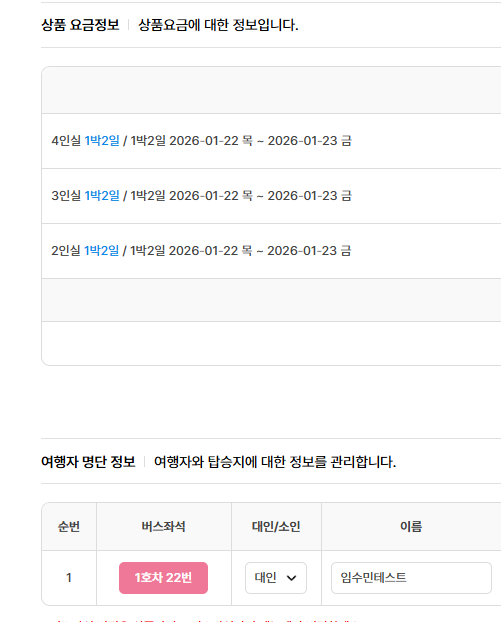 상품 요금정보 상품요금에 대한 정보입니다.
4인실 1박2일 / 1박2일 2026-01-22 목 ~ 2026-01-23 금
3인실 1박2일 / 1박2일 2026-01-22 목 ~ 2026-01-23 금
2인실 1박2일 / 1박2일 2026-01-22 목 ~ 2026-01-23 금
여행자 명단 정보 여행자와 탑승지에 대한 정보를 관리합니다.
순번 버스좌석 대인/소인 이름
1 1호차 22번 대인 임수민테스트